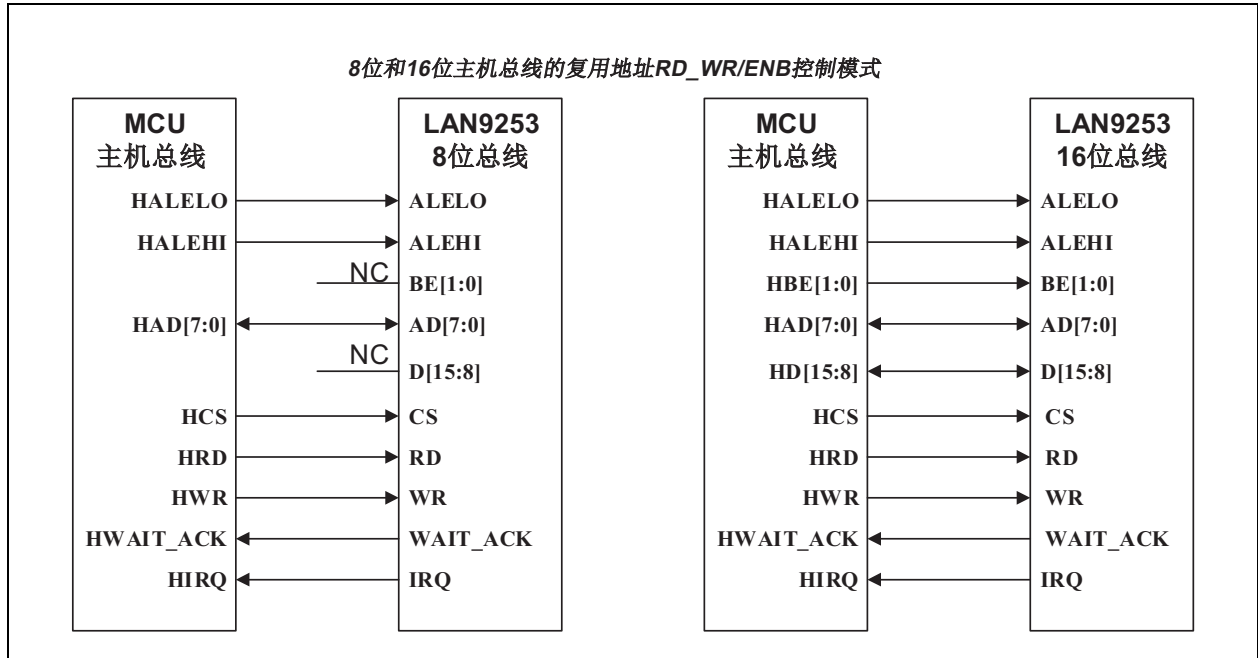 8位和16位主机总线的复用地址RD_WR/ENB控制模式
MCU
主机总线
HALELO
HALEHI
HAD[7:0]
HCS
HRD
HWR
HWAIT_ACK
HIRQ
NC
NC
LAN9253
8位总线
ALELO
ALEHI
BE[1:0]
AD[7:0]
D[15:8]
CS
RD
WR
WAIT_ACK
IRQ
MCU
主机总线
HALELO
HALEHI
HBE[1:0]
HAD[7:0]
HD[15:8]
HCS
HRD
HWR
HWAIT_ACK
HIRQ
LAN9253
16位总线
ALELO
ALEHI
BE[1:0]
AD[7:0]
D[15:8]
CS
RD
WR
WAIT_ACK
IRQ